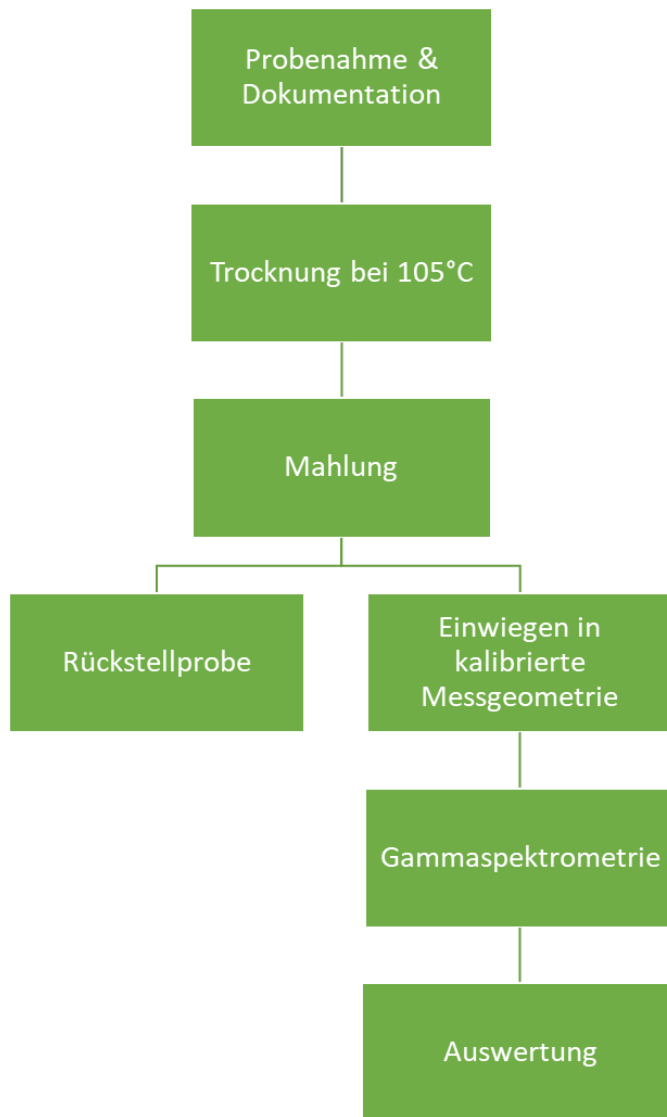 Probenahme &
Dokumentation
Trocknung bei 105°C
Mahlung
Rückstellprobe
Einwiegen in
kalibrierte
Messgeometrie
Gammaspektrometrie
Auswertung